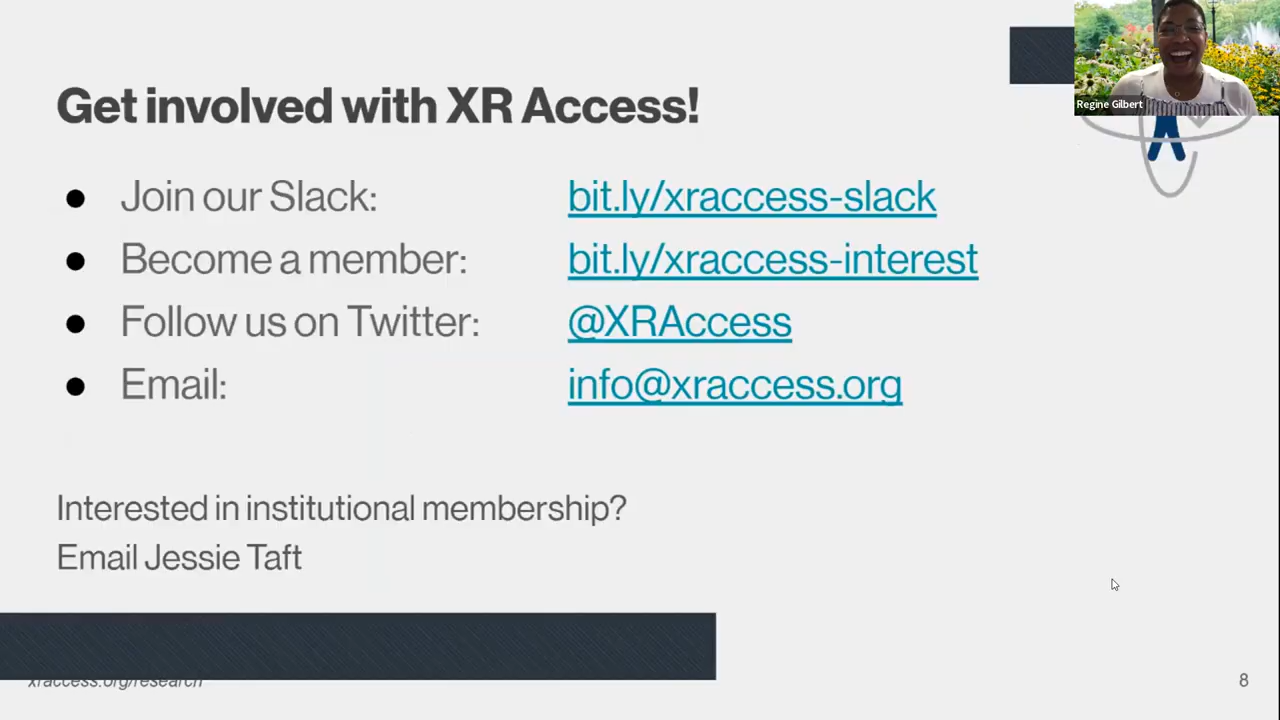 Get involved with XR Access!
Regine Gilbert
● Join our Slack: bit.ly/xraccess-slack
● Become a member: bit.ly/xraccess-interest
● Follow us on Twitter: @XRAccess
● Email: info@xraccess.org
Interested in institutional membership?
Email Jessie Taft
xraccess.org/research
8